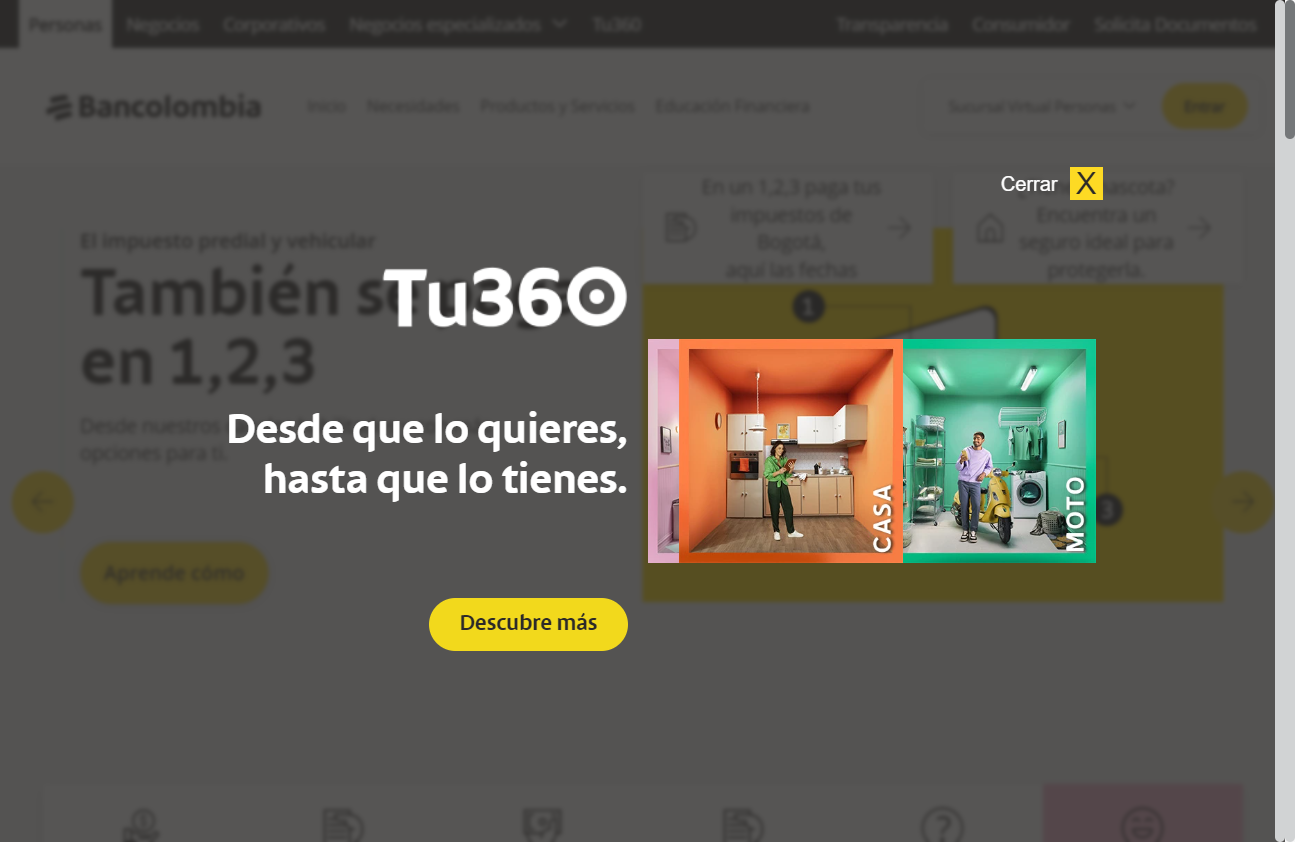 Personas Negocios Corporativos Negocios especializados Tu360 Transparencia Consumidor Solicita Documentos
Bancolombia Inicio Necesidades Productos y Servicios Educación Financiera Sucursal Virtual Personas Entrar
Cerrar X
En un 1,2,3 paga tus
impuestos de
Bogotá,
aquí las fechas
mascota?
Encuentra un
seguro ideal para
protegerla.
El impuesto predial y vehicular
También se
en 1,2,3
Desde nuestros
opciones para ti.
Aprende cómo
1
3
Tu360
Desde que lo quieres,
hasta que lo tienes.
CASA
MOTO
Descubre más